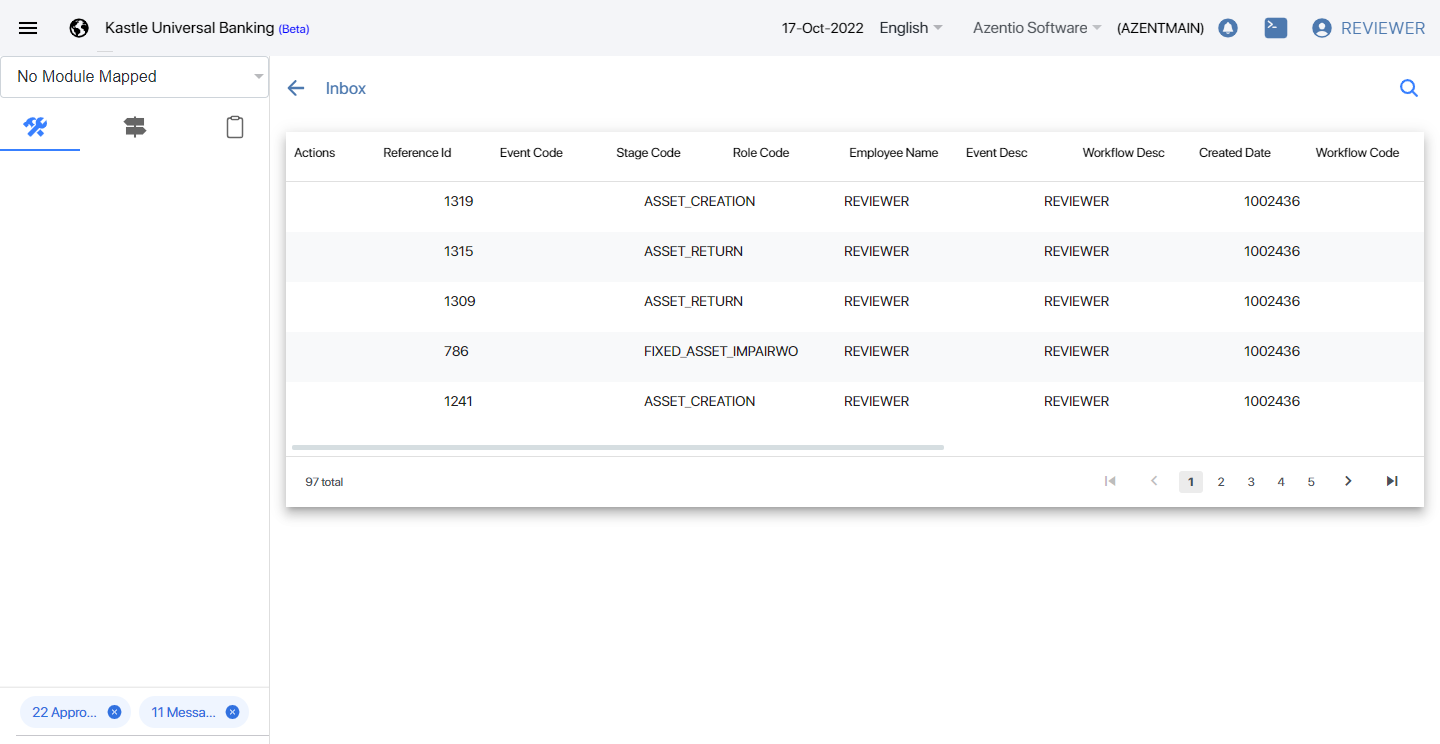 Kastle Universal Banking (Beta) 17-Oct-2022 English Azentio Software (AZENTMAIN) REVIEWER
No Module Mapped
Inbox
Actions Reference Id Event Code Stage Code Role Code Employee Name Event Desc Workflow Desc Created Date Workflow Code
1319 ASSET_CREATION REVIEWER REVIEWER 1002436
1315 ASSET_RETURN REVIEWER REVIEWER 1002436
1309 ASSET_RETURN REVIEWER REVIEWER 1002436
786 FIXED_ASSET_IMPAIRWO REVIEWER REVIEWER 1002436
1241 ASSET_CREATION REVIEWER REVIEWER 1002436
97 total 1 2 3 4 5
22 Appro... 11 Messa...